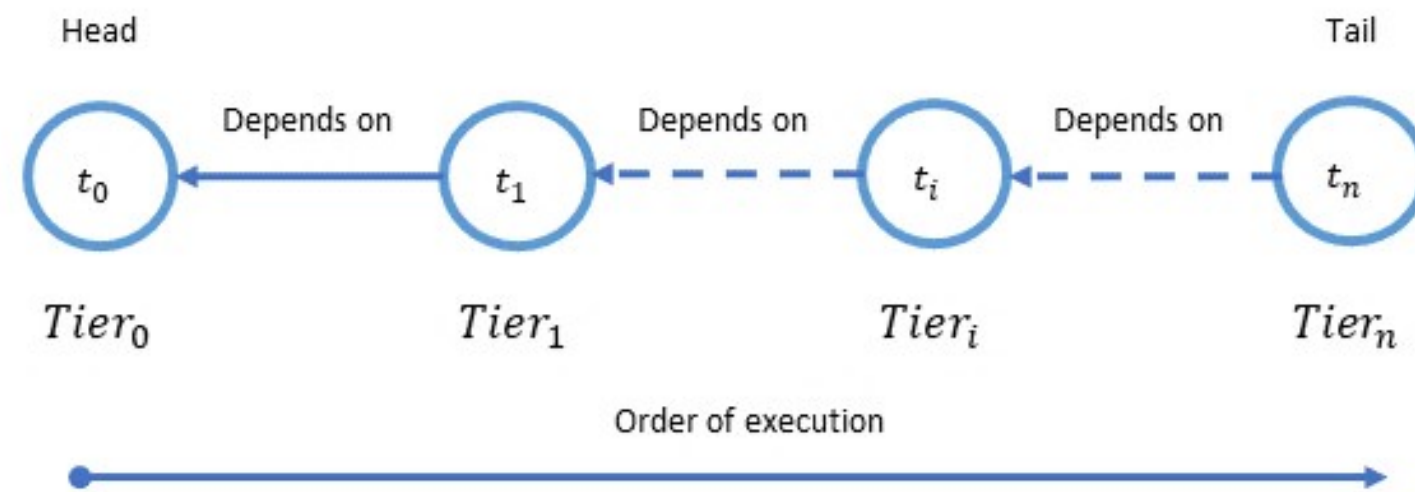 Head Tail
Depends on Depends on Depends on
t₀ t₁ tᵢ tₙ
Tier₀ Tier₁ Tierᵢ Tierₙ
Order of execution